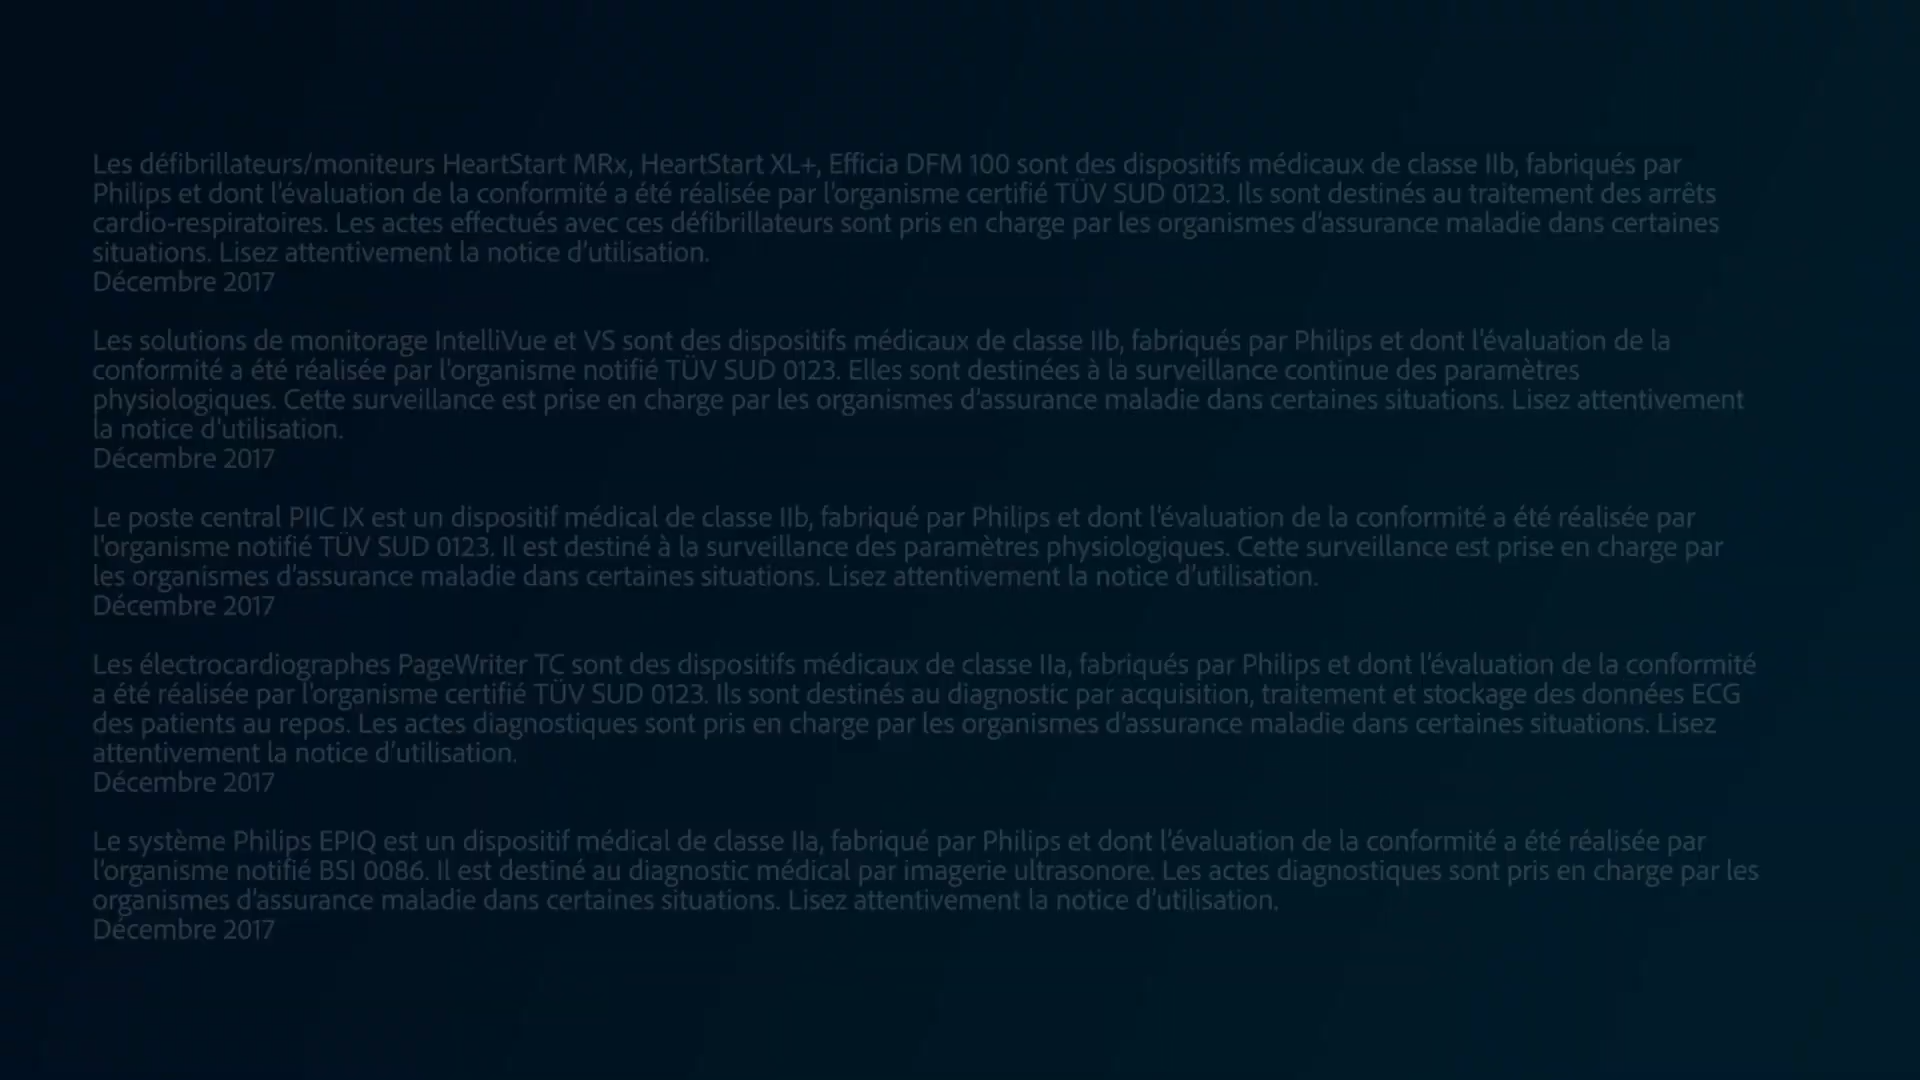 Les défibrillateurs/moniteurs HeartStart MRx, HeartStart XL+, Efficia DFM 100 sont des dispositifs médicaux de classe IIb, fabriqués par
Philips et dont l'évaluation de la conformité a été réalisée par l'organisme certifié TÜV SUD 0123. Ils sont destinés au traitement des arrêts
cardio-respiratoires. Les actes effectués avec ces défibrillateurs sont pris en charge par les organismes d'assurance maladie dans certaines
situations. Lisez attentivement la notice d'utilisation.
Décembre 2017
Les solutions de monitorage IntelliVue et VS sont des dispositifs médicaux de classe IIb, fabriqués par Philips et dont l'évaluation de la
conformité a été réalisée par l'organisme notifié TÜV SUD 0123. Elles sont destinées à la surveillance continue des paramètres
physiologiques. Cette surveillance est prise en charge par les organismes d'assurance maladie dans certaines situations. Lisez attentivement
la notice d'utilisation.
Décembre 2017
Le poste central PIIC IX est un dispositif médical de classe IIb, fabriqué par Philips et dont l'évaluation de la conformité a été réalisée par
l'organisme notifié TÜV SUD 0123. Il est destiné à la surveillance des paramètres physiologiques. Cette surveillance est prise en charge par
les organismes d'assurance maladie dans certaines situations. Lisez attentivement la notice d'utilisation.
Décembre 2017
Les électrocardiographes PageWriter TC sont des dispositifs médicaux de classe IIa, fabriqués par Philips et dont l'évaluation de la conformité
a été réalisée par l'organisme certifié TÜV SUD 0123. Ils sont destinés au diagnostic par acquisition, traitement et stockage des données ECG
des patients au repos. Les actes diagnostiques sont pris en charge par les organismes d'assurance maladie dans certaines situations. Lisez
attentivement la notice d'utilisation.
Décembre 2017
Le système Philips EPIQ est un dispositif médical de classe IIa, fabriqué par Philips et dont l'évaluation de la conformité a été réalisée par
l'organisme notifié BSI 0086. Il est destiné au diagnostic médical par imagerie ultrasonore. Les actes diagnostiques sont pris en charge par les
organismes d'assurance maladie dans certaines situations. Lisez attentivement la notice d'utilisation.
Décembre 2017